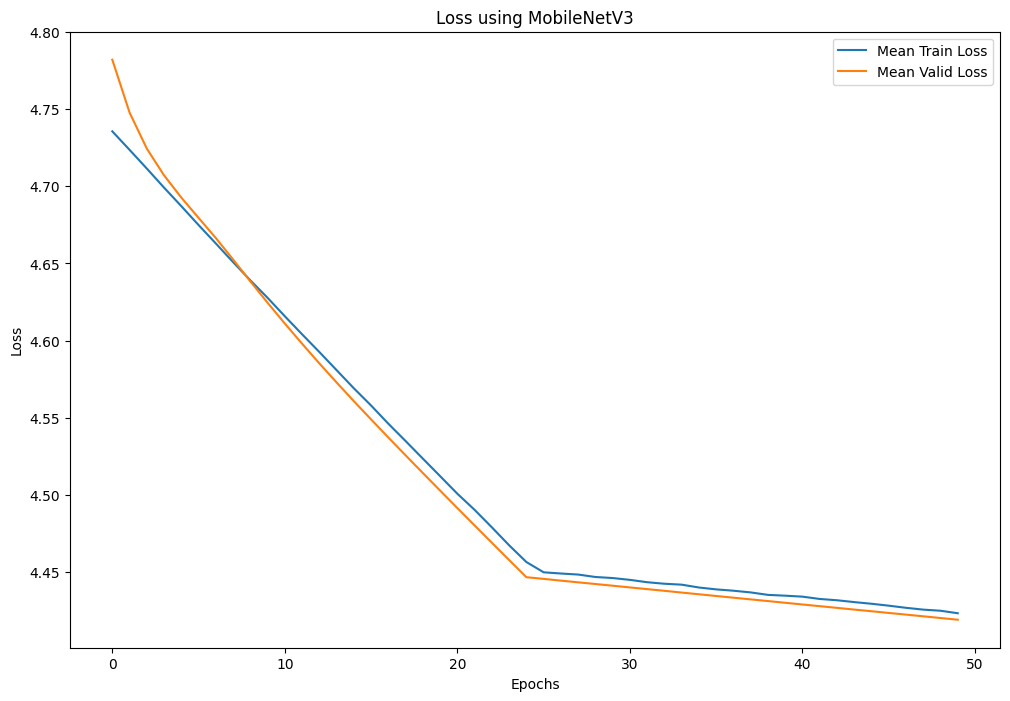 Loss using MobileNetV3
Mean Train Loss
Mean Valid Loss
Loss
4.80
4.75
4.70
4.65
4.60
4.55
4.50
4.45
0 10 20 30 40 50
Epochs